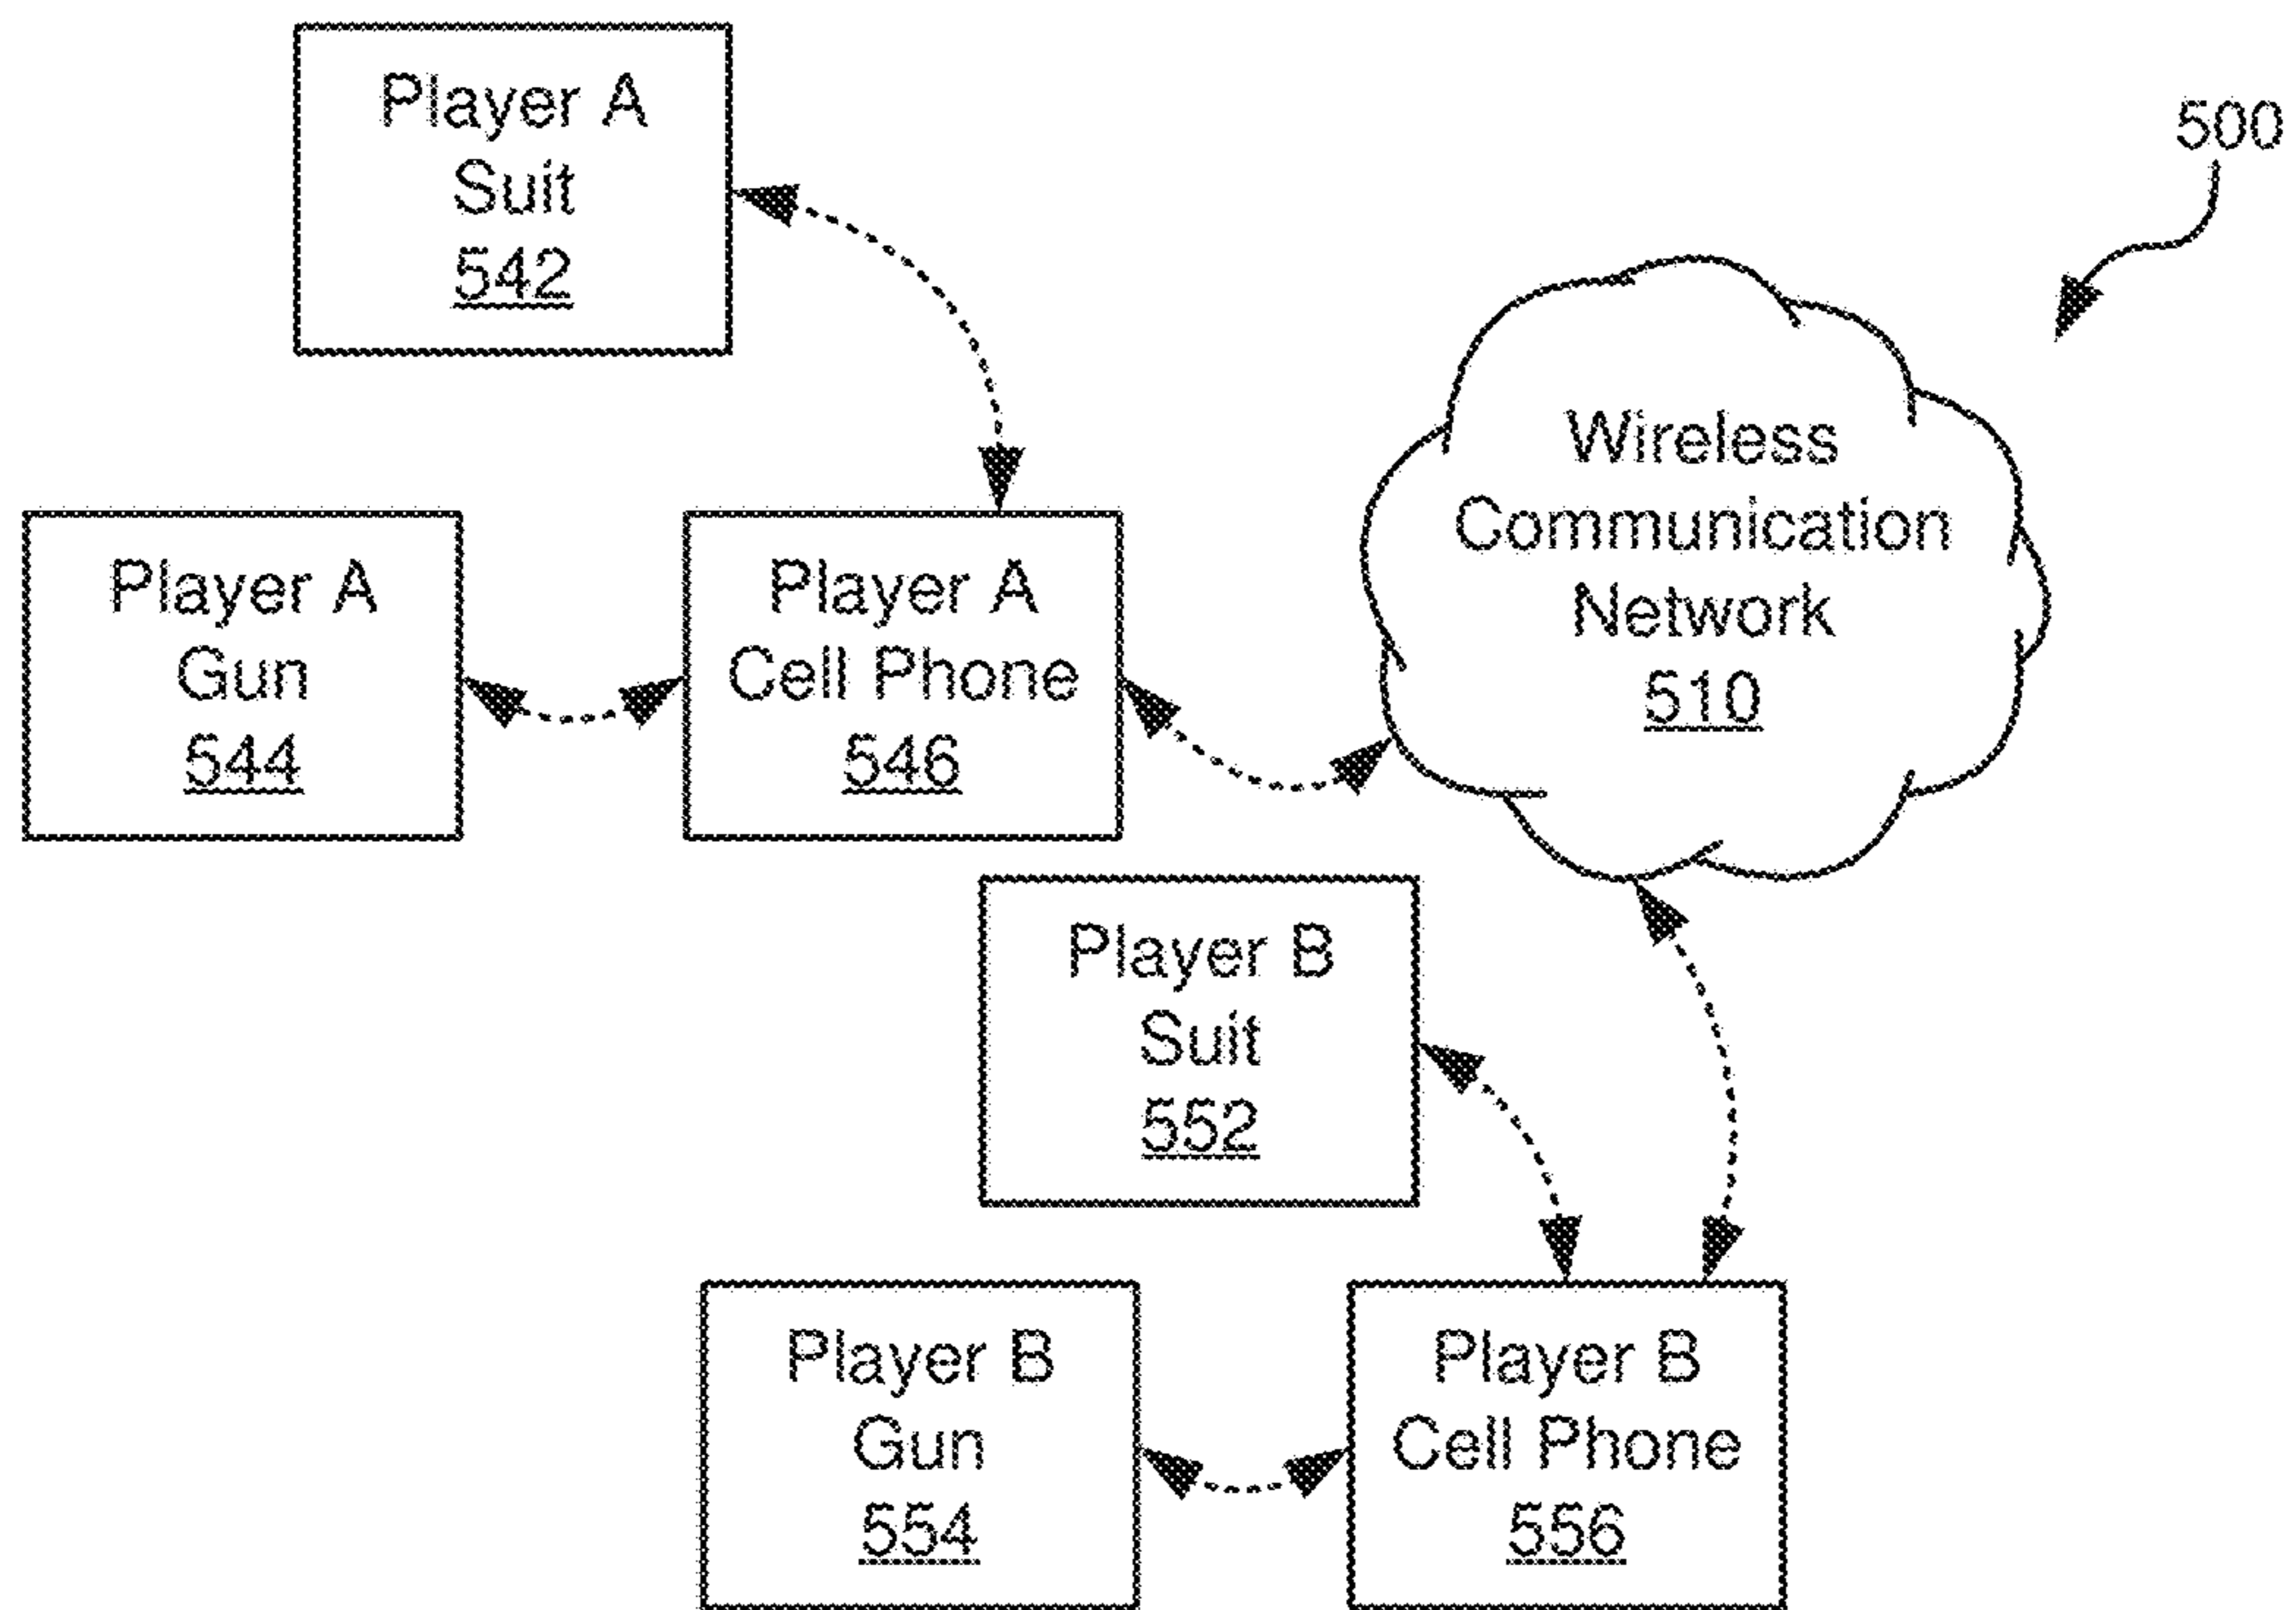 Player A
Suit
542
500
Wireless
Communication
Network
510
Player A
Gun
544
Player A
Cell Phone
546
Player B
Suit
552
Player B
Gun
554
Player B
Cell Phone
556